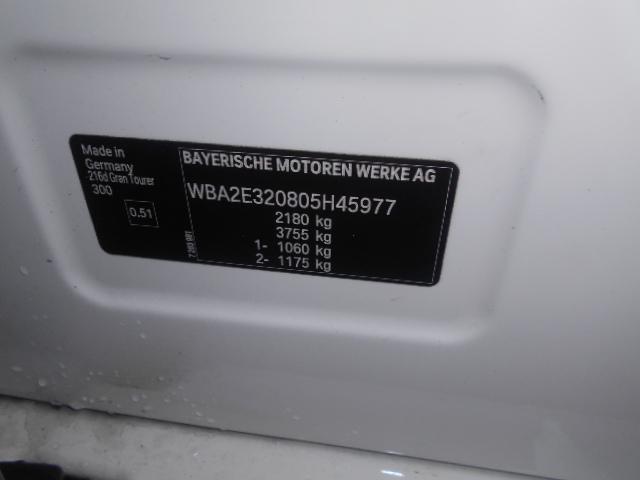 Made in
Germany
216d Gran Tourer
300
0.51
BAYERISCHE MOTOREN WERKE AG
WBA2E320805H45977
2180 kg
3755 kg
1- 1060 kg
2- 1175 kg